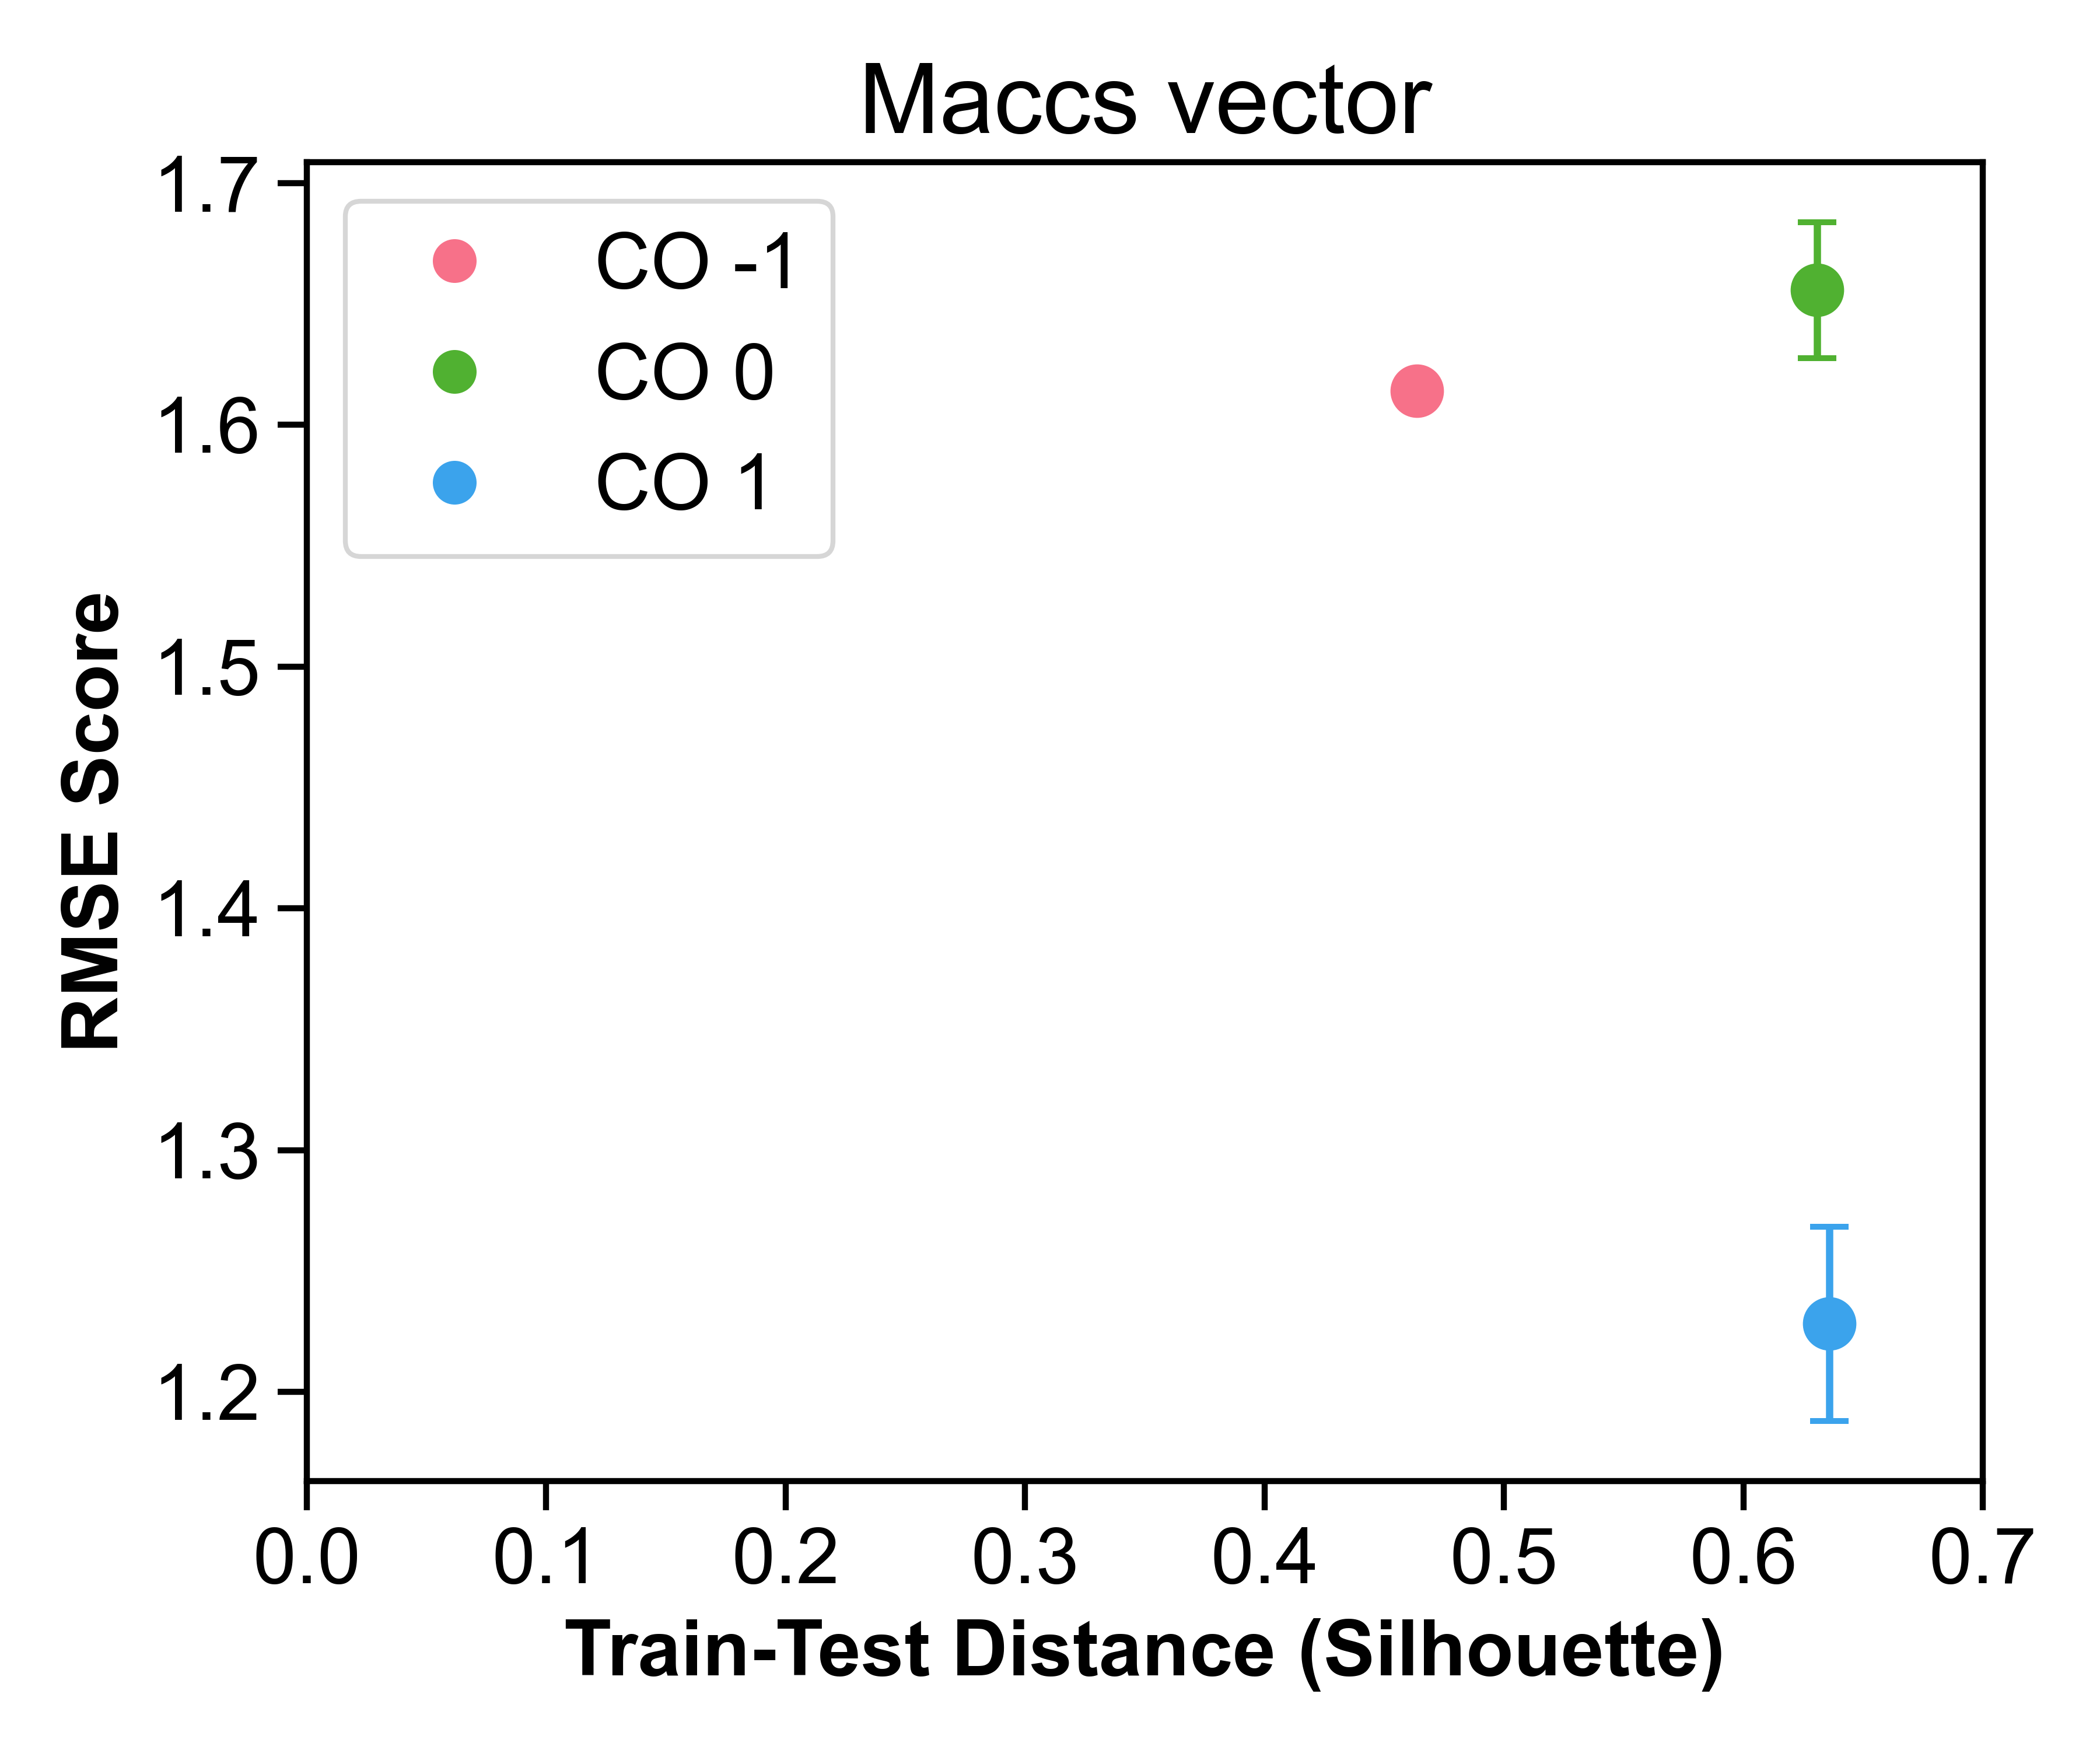 Maccs vector
1.7
1.6
1.5
1.4
1.3
1.2
RMSE Score
CO -1
CO 0
CO 1
0.0 0.1 0.2 0.3 0.4 0.5 0.6 0.7
Train-Test Distance (Silhouette)